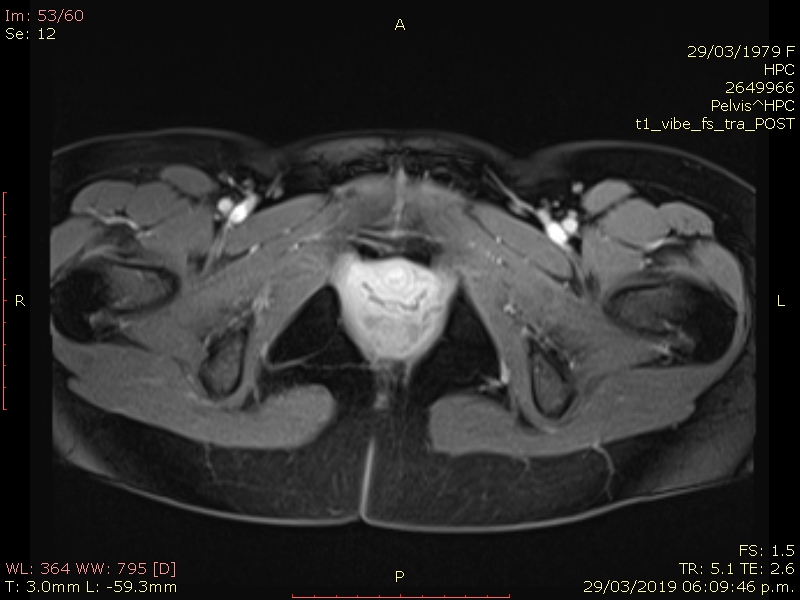 Im: 53/60
Se: 12
A
29/03/1979 F
HPC
2649966
Pelvis^HPC
t1_vibe_fs_tra_POST
R
L
WL: 364 WW: 795 [D]
T: 3.0mm L: -59.3mm
P
FS: 1.5
TR: 5.1 TE: 2.6
29/03/2019 06:09:46 p.m.